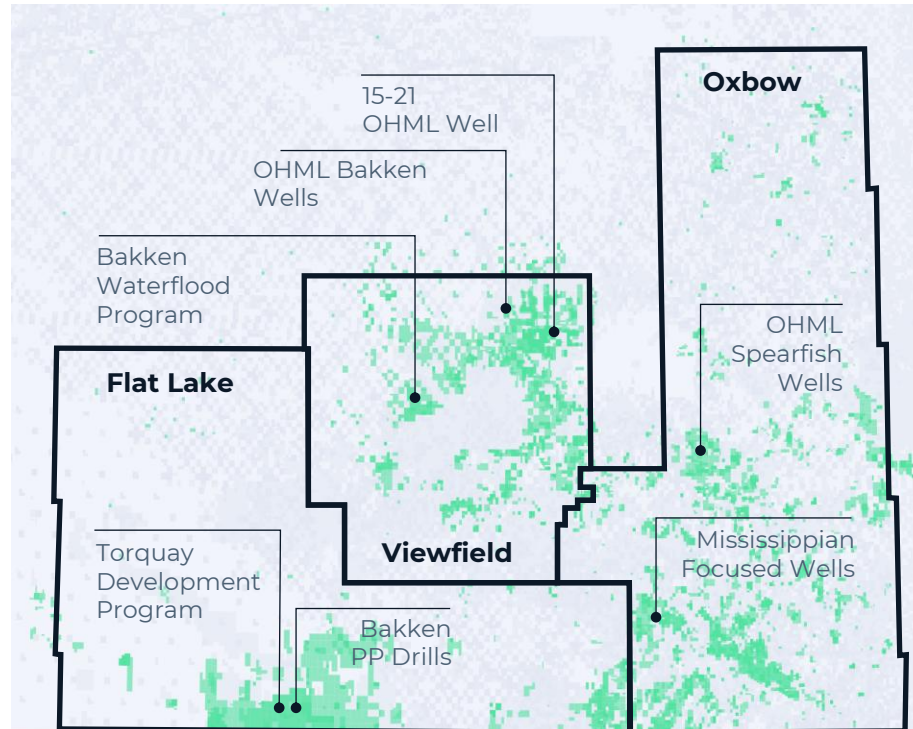 Oxbow
15-21
OHML Well
OHML Bakken
Wells
Bakken
Waterflood
Program
OHML
Spearfish
Wells
Flat Lake
Torquay
Development
Program
Viewfield
Mississippian
Focused Wells
Bakken
PP Drills